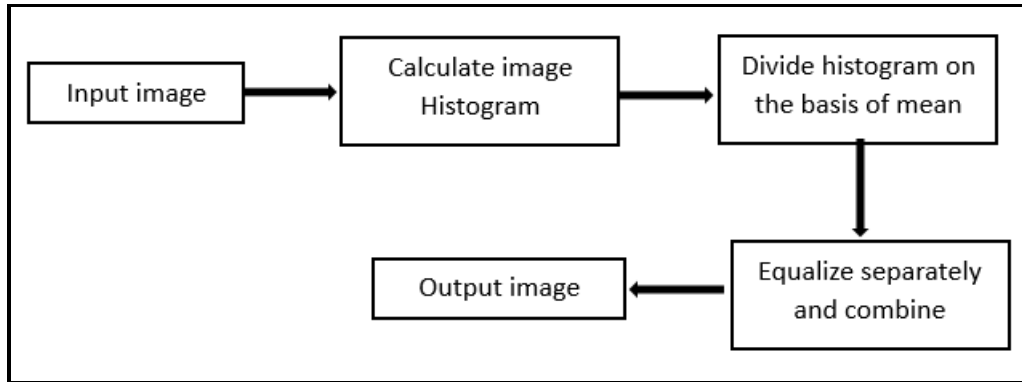 Input image
Calculate image
Histogram
Divide histogram on
the basis of mean
Equalize separately
and combine
Output image